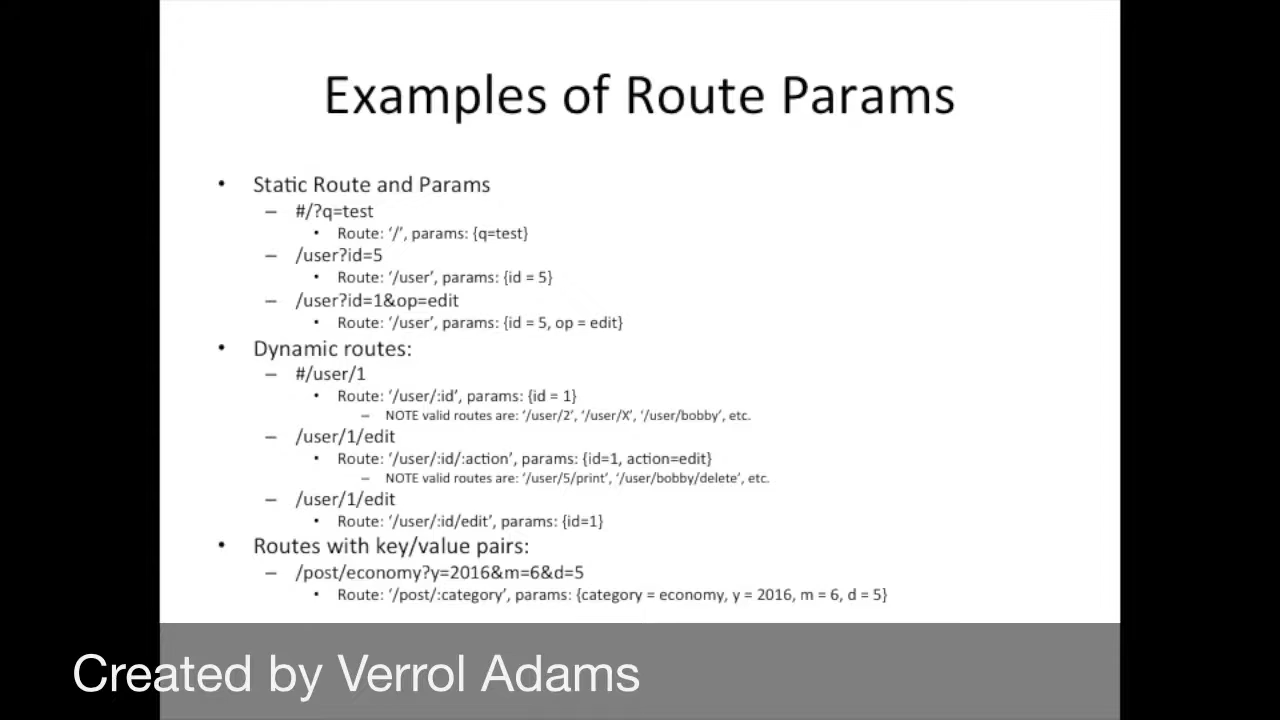 Examples of Route Params
• Static Route and Params
– #/?q=test
• Route: ‘/’, params: {q=test}
– /user?id=5
• Route: ‘/user’, params: {id = 5}
– /user?id=1&op=edit
• Route: ‘/user’, params: {id = 5, op = edit}
• Dynamic routes:
– #/user/1
• Route: ‘/user/:id’, params: {id = 1}
– NOTE valid routes are: ‘/user/2’, ‘/user/X’, ‘/user/bobby’, etc.
– /user/1/edit
• Route: ‘/user/:id/:action’, params: {id=1, action=edit}
– NOTE valid routes are: ‘/user/5/print’, ‘/user/bobby/delete’, etc.
– /user/1/edit
• Route: ‘/user/:id/edit’, params: {id=1}
• Routes with key/value pairs:
– /post/economy?y=2016&m=6&d=5
• Route: ‘/post/:category’, params: {category = economy, y = 2016, m = 6, d = 5}
Created by Verrol Adams